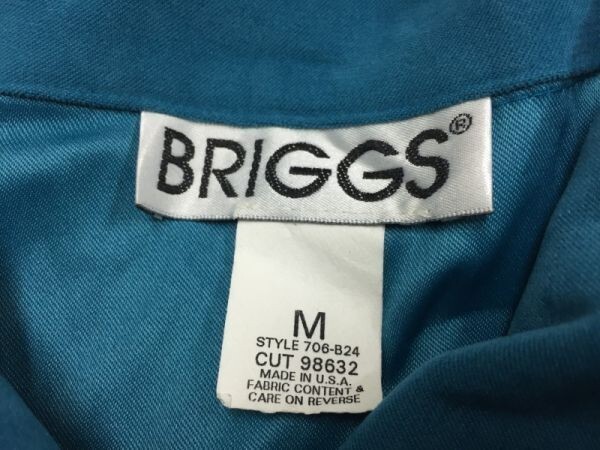 BRIGGS®
M
STYLE 706-B24
CUT 98632
MADE IN U.S.A.
FABRIC CONTENT &
CARE ON REVERSE